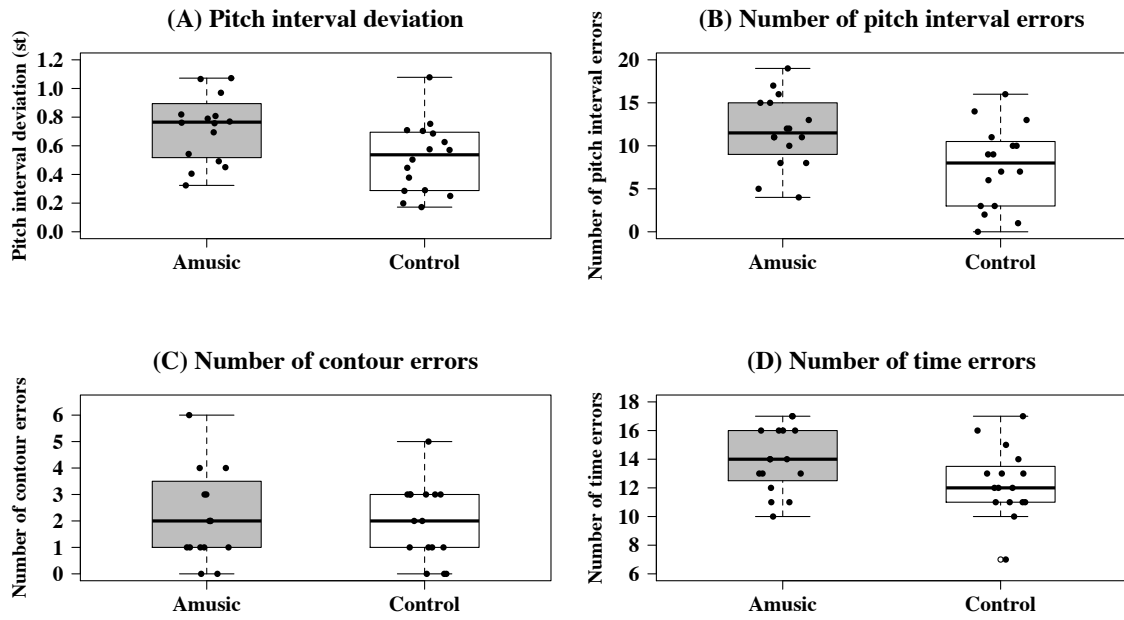 (A) Pitch interval deviation
Pitch interval deviation (st)
1.2
1.0
0.8
0.6
0.4
0.2
0.0
Amusic
Control
(B) Number of pitch interval errors
Number of pitch interval errors
20
15
10
5
0
Amusic
Control
(C) Number of contour errors
Number of contour errors
6
5
4
3
2
1
0
Amusic
Control
(D) Number of time errors
Number of time errors
18
16
14
12
10
8
6
Amusic
Control